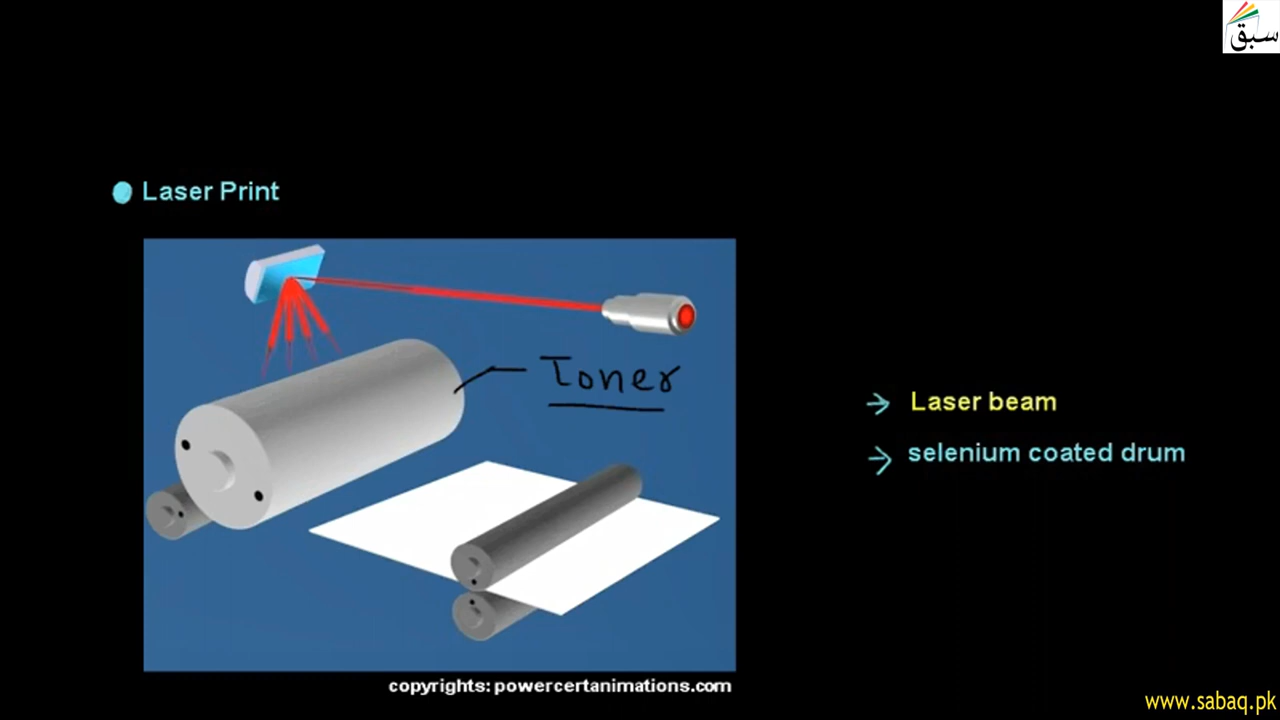 سبق
Laser Print
Toner
Laser beam
selenium coated drum
copyrights: powercertanimations.com
www.sabaq.pk